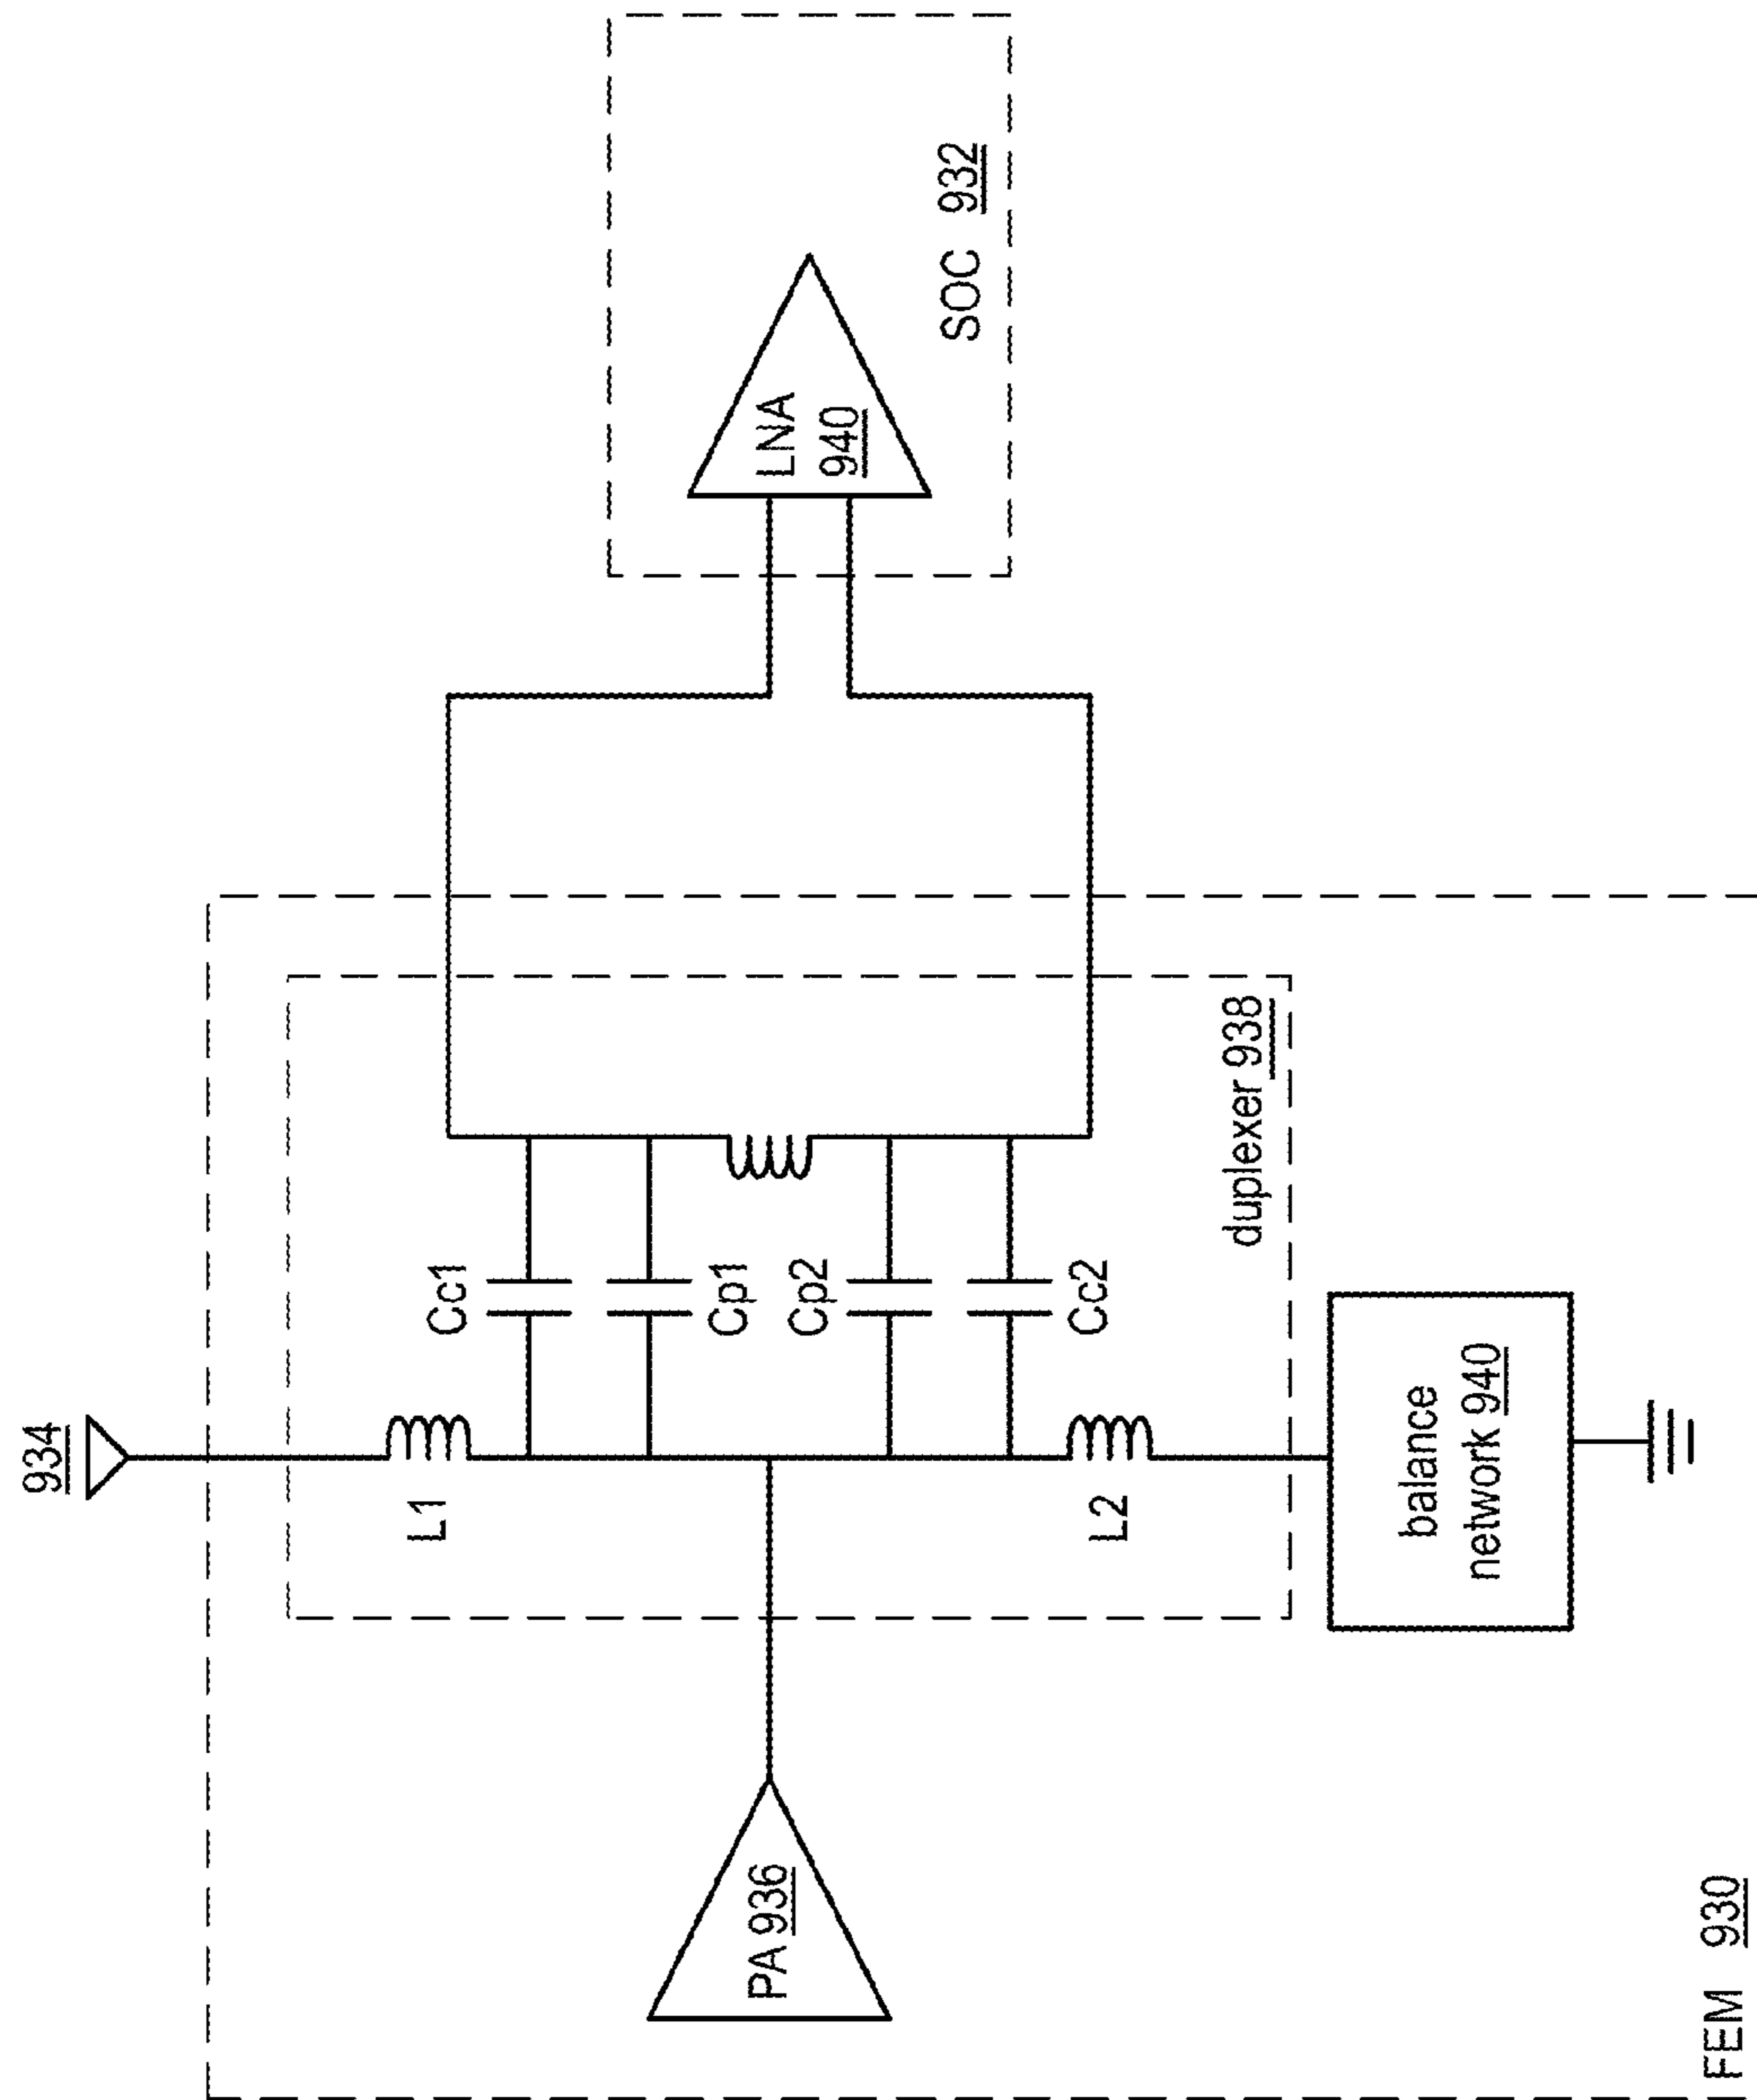 934
L1
Cc1
Cp1
Cp2
Cc2
L2
PA 936
duplexer 938
balance
network 940
FEM 930
LNA
940
SOC 932